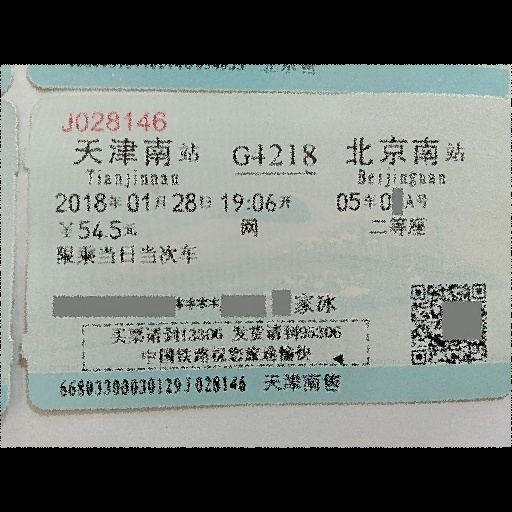 J028146
天津南站 G4218 北京南站
Tianjinnan Beijingnan
2018年01月28日 19:06开 05车0 A号
￥54.5元 网 二等座
限乘当日当次车
**** 家冰
买票请到12306 发货请到95306
中国铁路祝您旅途愉快
66803300030129J028146 天津南售